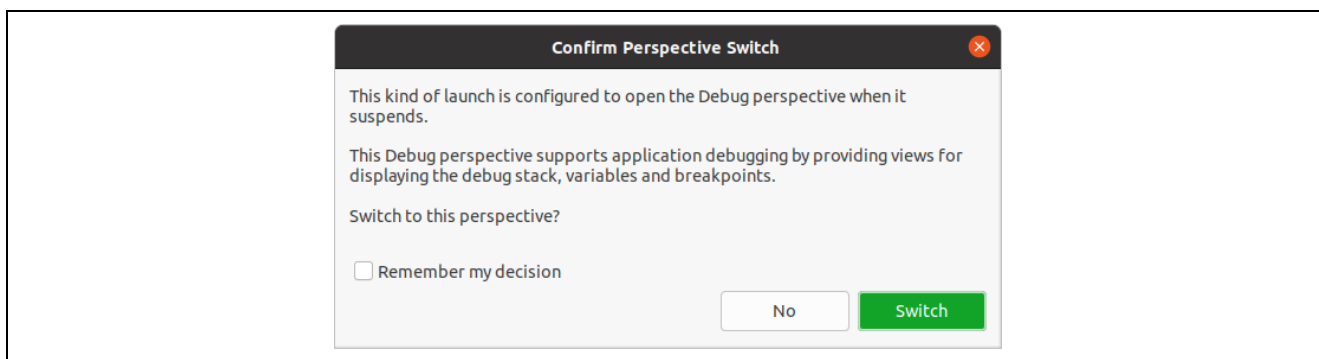 Confirm Perspective Switch
This kind of launch is configured to open the Debug perspective when it
suspends.
This Debug perspective supports application debugging by providing views for
displaying the debug stack, variables and breakpoints.
Switch to this perspective?
Remember my decision
No
Switch